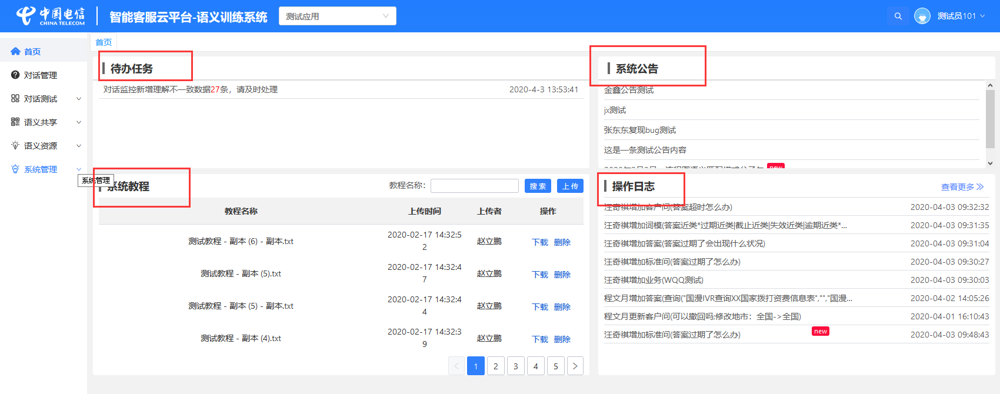 中国电信
CHINA TELECOM
智能客服云平台-语义训练系统
测试应用
测试员101
首页
对话管理
对话测试
语义共享
语义资源
系统管理
系统管理
首页
待办任务
对话监控新增理解不一致数据27条，请及时处理 2020-4-3 13:53:41
系统公告
金鑫公告测试
jx测试
张东东复现bug测试
这是一条测试公告内容
new
系统教程
教程名称:
搜 索
上 传
教程名称 上传时间 上传者 操作
测试教程 - 副本 (6) - 副本.txt 2020-02-17 14:32:5
2 赵立鹏 下载 删除
测试教程 - 副本 (5).txt 2020-02-17 14:32:4
7 赵立鹏 下载 删除
测试教程 - 副本 (5) - 副本.txt 2020-02-17 14:32:4
4 赵立鹏 下载 删除
测试教程 - 副本 (4).txt 2020-02-17 14:32:3
9 赵立鹏 下载 删除
1 2 3 4 5
操作日志
查看更多
汪奇祺增加客户问(答案超时怎么办) 2020-04-03 09:32:32
汪奇祺增加词模(答案近类*过期近类|截止近类|失效近类|逾期近类*... 2020-04-03 09:31:35
汪奇祺增加答案(答案过期了会出现什么状况) 2020-04-03 09:31:04
汪奇祺增加标准问(答案过期了怎么办) 2020-04-03 09:30:27
汪奇祺增加业务(WQQ测试) 2020-04-03 09:30:03
程文月增加答案(查询("国漫IVR查询XX国家拨打资费信息表","","国漫... 2020-04-02 14:05:26
程文月更新客户问(可以撤回吗:修改地市：全国->全国) 2020-04-01 16:10:43
汪奇祺增加标准问(答案过期了怎么办) new 2020-04-03 09:48:43